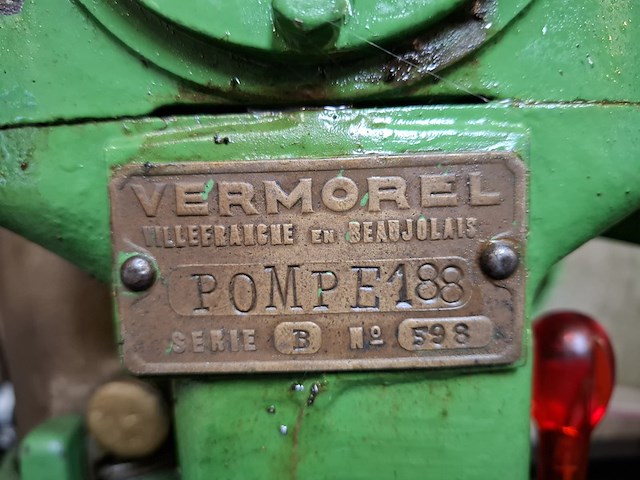 VERMOREL
VILLEFRANCHE EN BEAUJOLAIS
POMPE 188
SERIE B Nº 598